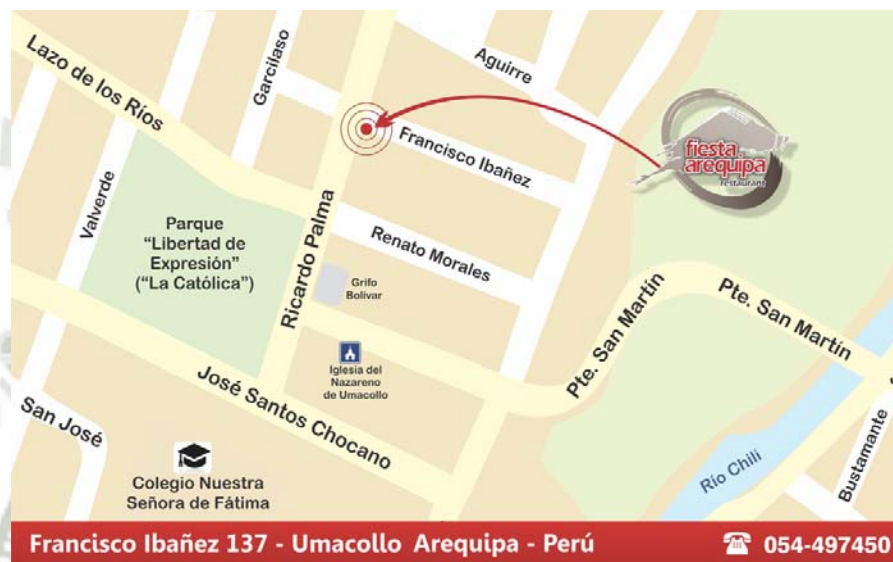 Lazo de los Ríos
Garcilaso
Aguirre
Francisco Ibañez
fiesta
arequipa
restaurant
Valverde
Parque
"Libertad de
Expresión"
("La Católica")
Ricardo Palma
Renato Morales
Grifo
Bolivar
Pte. San Martín
Pte. San Martín
Iglesia del
Nazareno
de Umacollo
José Santos Chocano
San José
Colegio Nuestra
Señora de Fátima
Río Chili
Bustamante
Francisco Ibañez 137 - Umacollo Arequipa - Perú
054-497450